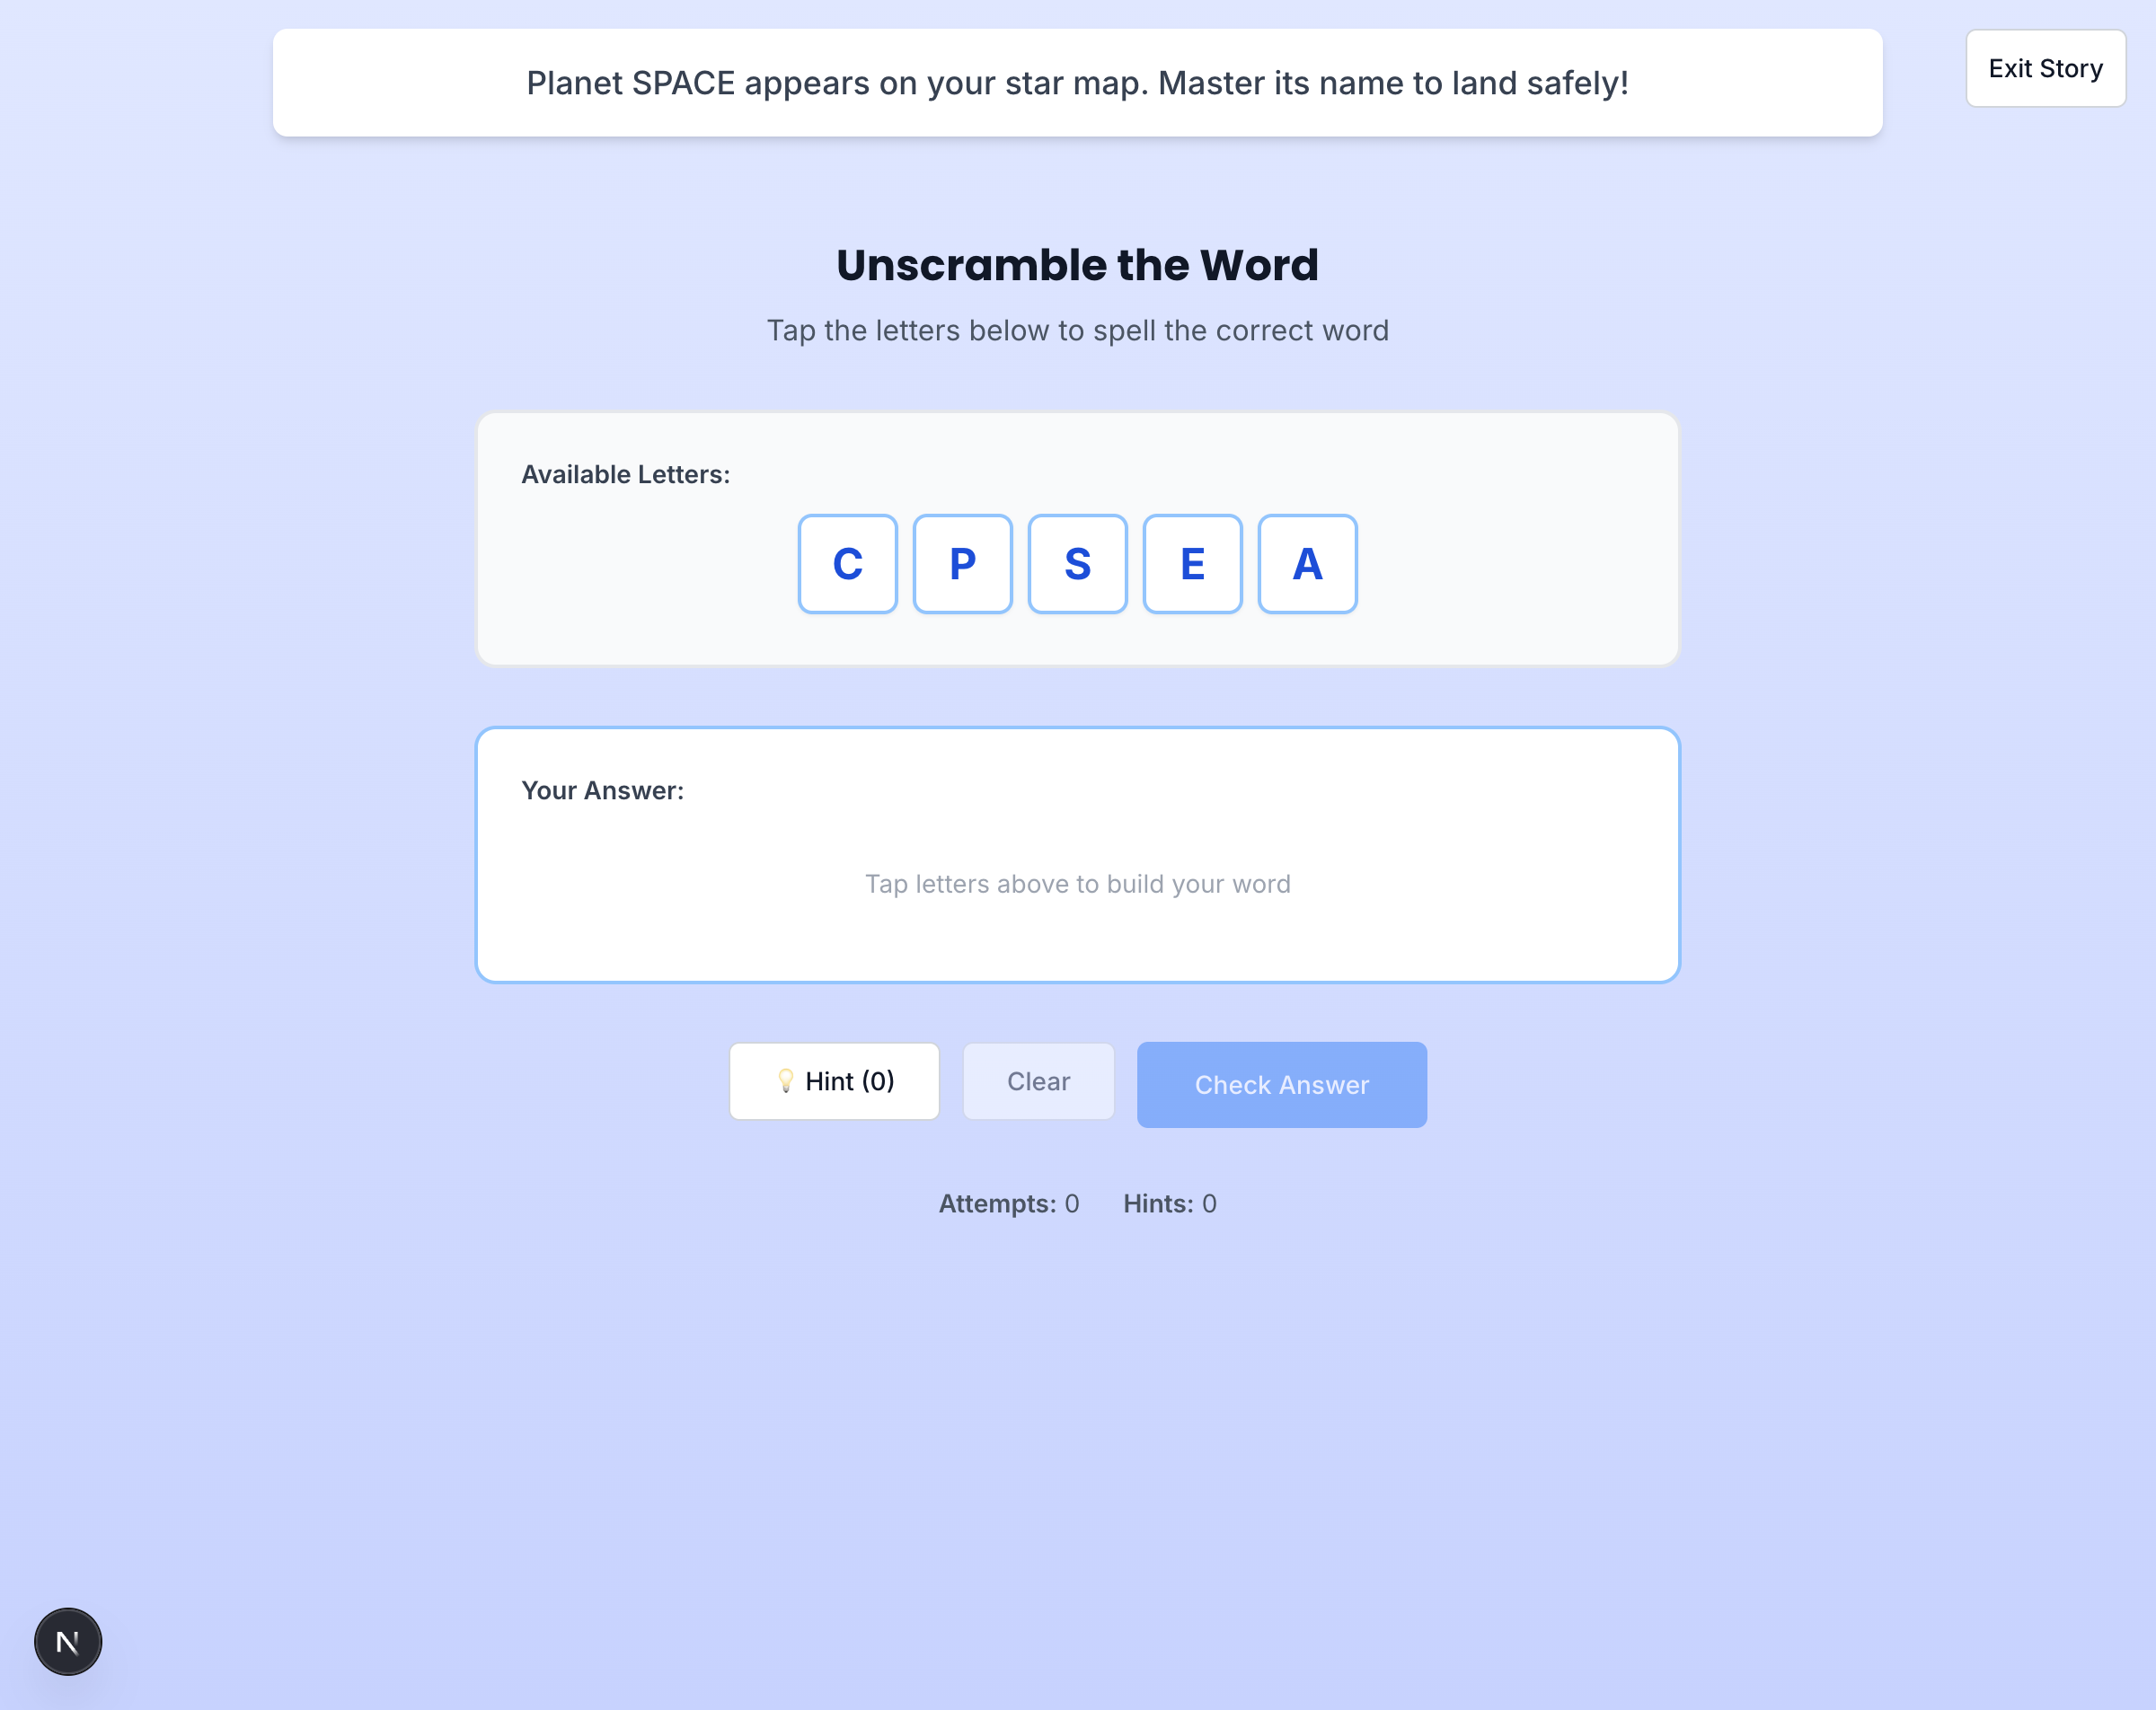 Planet SPACE appears on your star map. Master its name to land safely!
Exit Story
Unscramble the Word
Tap the letters below to spell the correct word
Available Letters:
C P S E A
Your Answer:
Tap letters above to build your word
💡 Hint (0)
Clear
Check Answer
Attempts: 0 Hints: 0
N